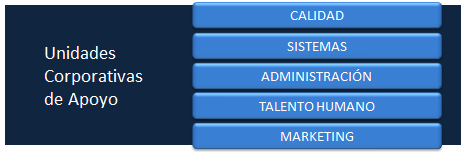 Unidades
Corporativas
de Apoyo
CALIDAD
SISTEMAS
ADMINISTRACIÓN
TALENTO HUMANO
MARKETING